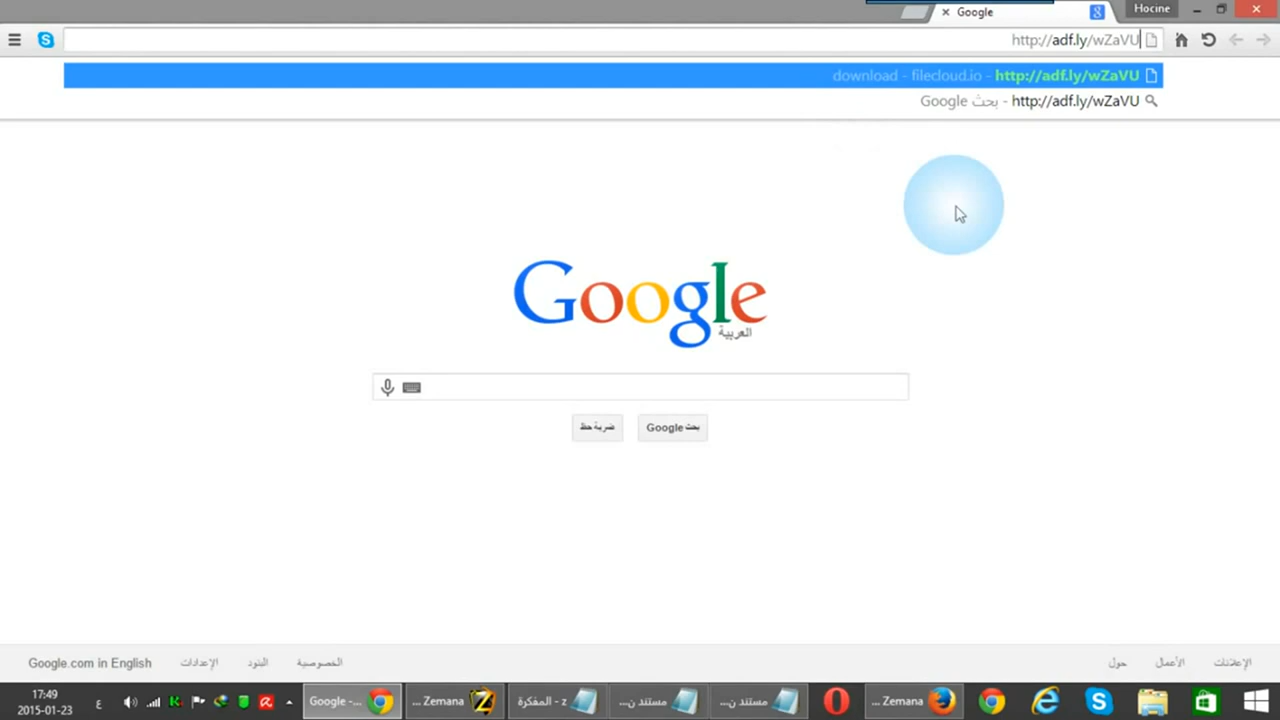 Google
Hocine
http://adf.ly/wZaVU
http://adf.ly/wZaVU - download - filecloud.io
http://adf.ly/wZaVU - بحث Google
Google
العربية
بحث Google
ضربة حظ
الإعلانات
الأعمال
حول
الخصوصية
البنود
الإعدادات
Google.com in English
Zemana ...
مستند ن...
مستند ن...
z - المفكرة
Zemana ...
Google -...
ع
17:49
2015-01-23